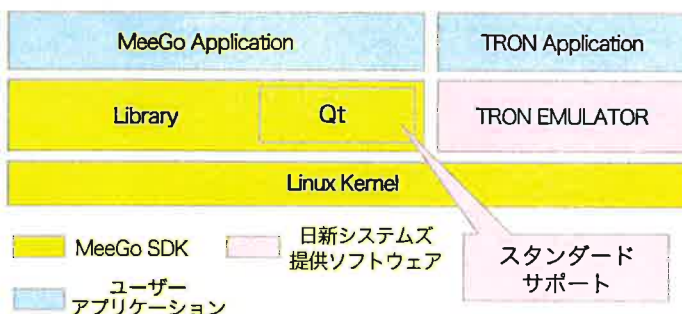 MeeGo Application
TRON Application
Library
Qt
TRON EMULATOR
Linux Kernel
MeeGo SDK
日新システムズ
提供ソフトウェア
スタンダード
サポート
ユーザー
アプリケーション